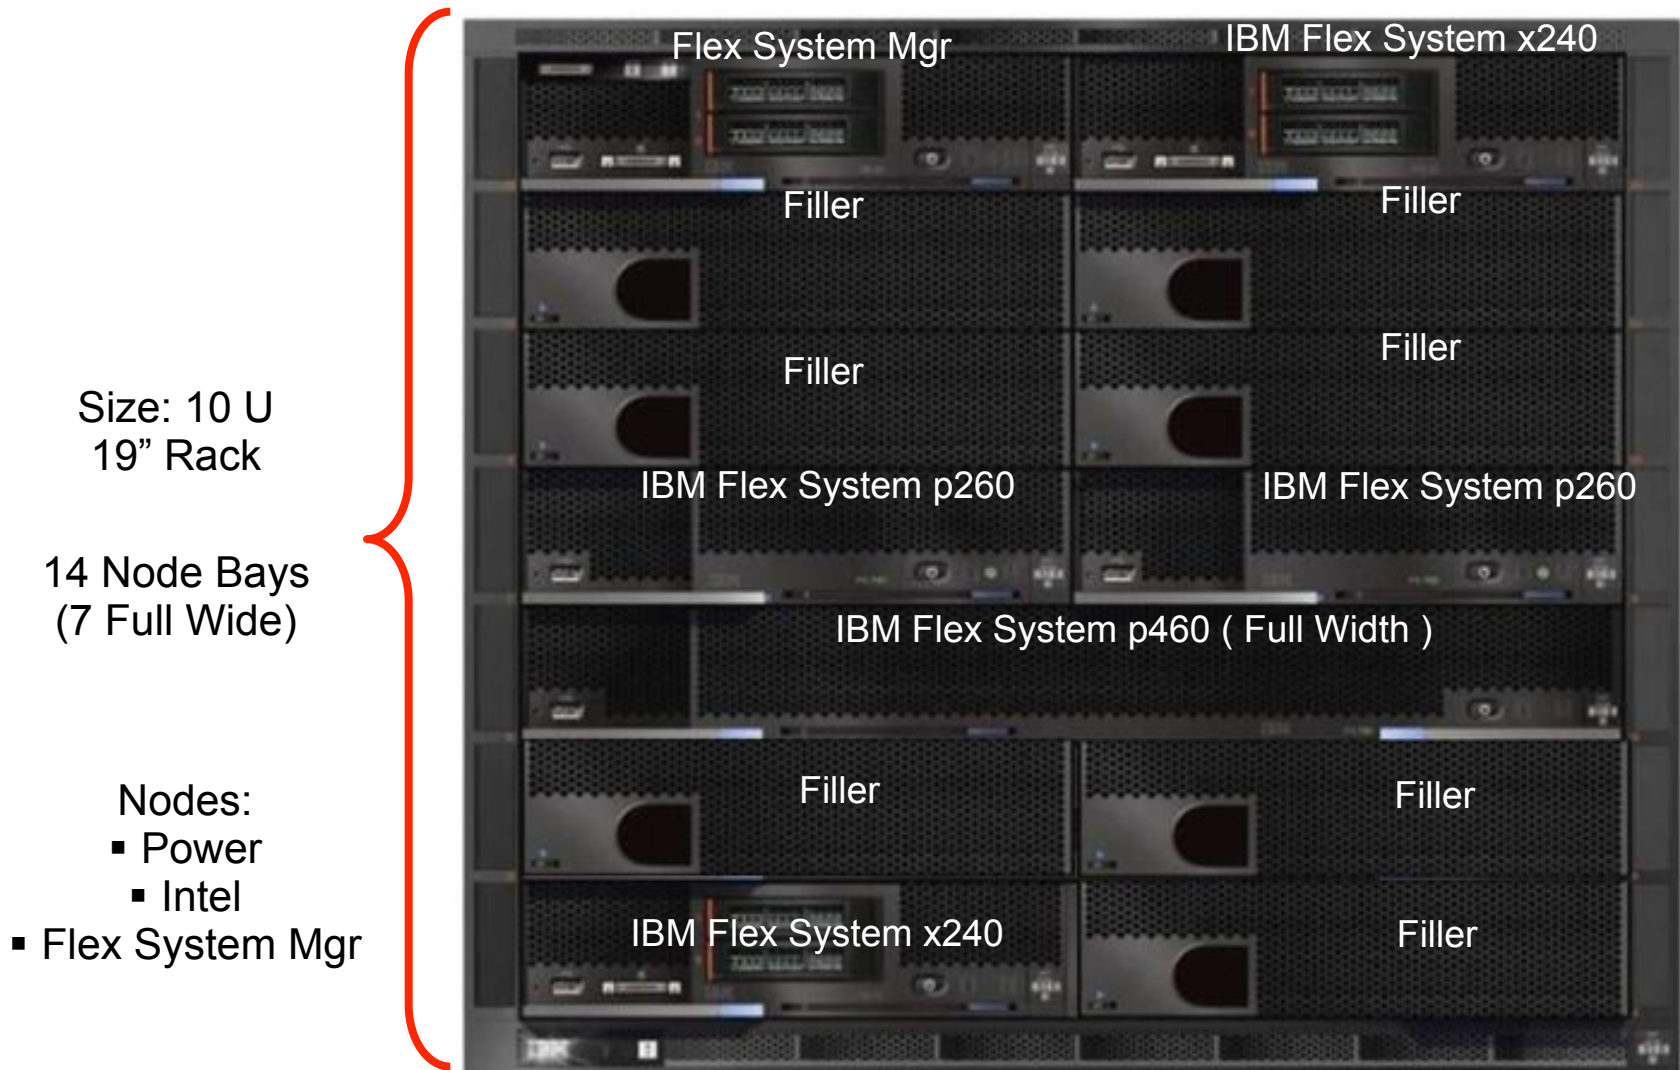 Flex System Mgr
IBM Flex System x240
Filler
Filler
Filler
Filler
IBM Flex System p260
IBM Flex System p260
IBM Flex System p460 ( Full Width )
Filler
Filler
IBM Flex System x240
Filler
IBM
Size: 10 U
19” Rack
14 Node Bays
(7 Full Wide)
Nodes:
▪ Power
▪ Intel
▪ Flex System Mgr